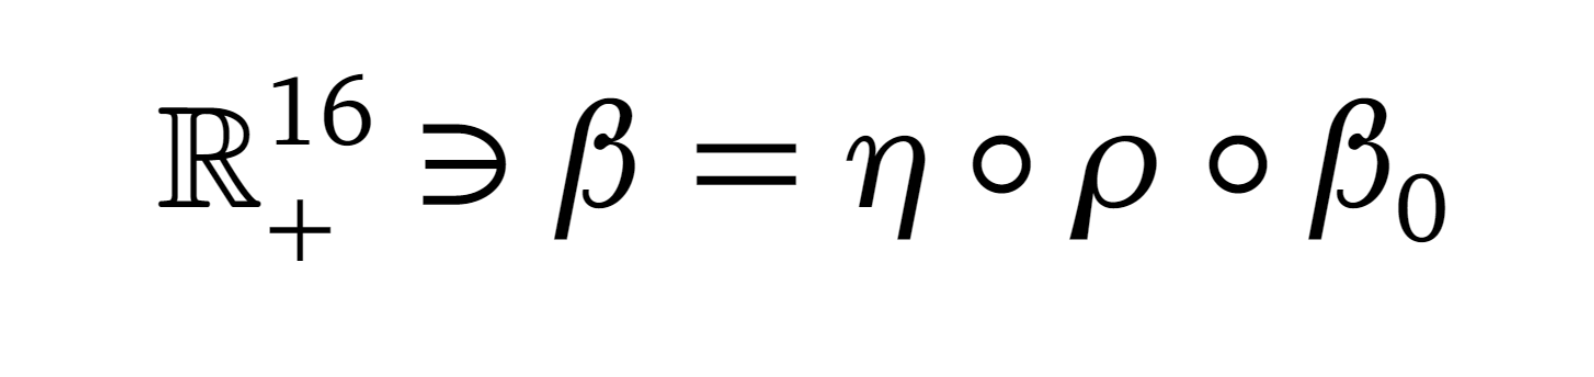 ℝ₊¹⁶ ∋ β = η ∘ ρ ∘ β₀